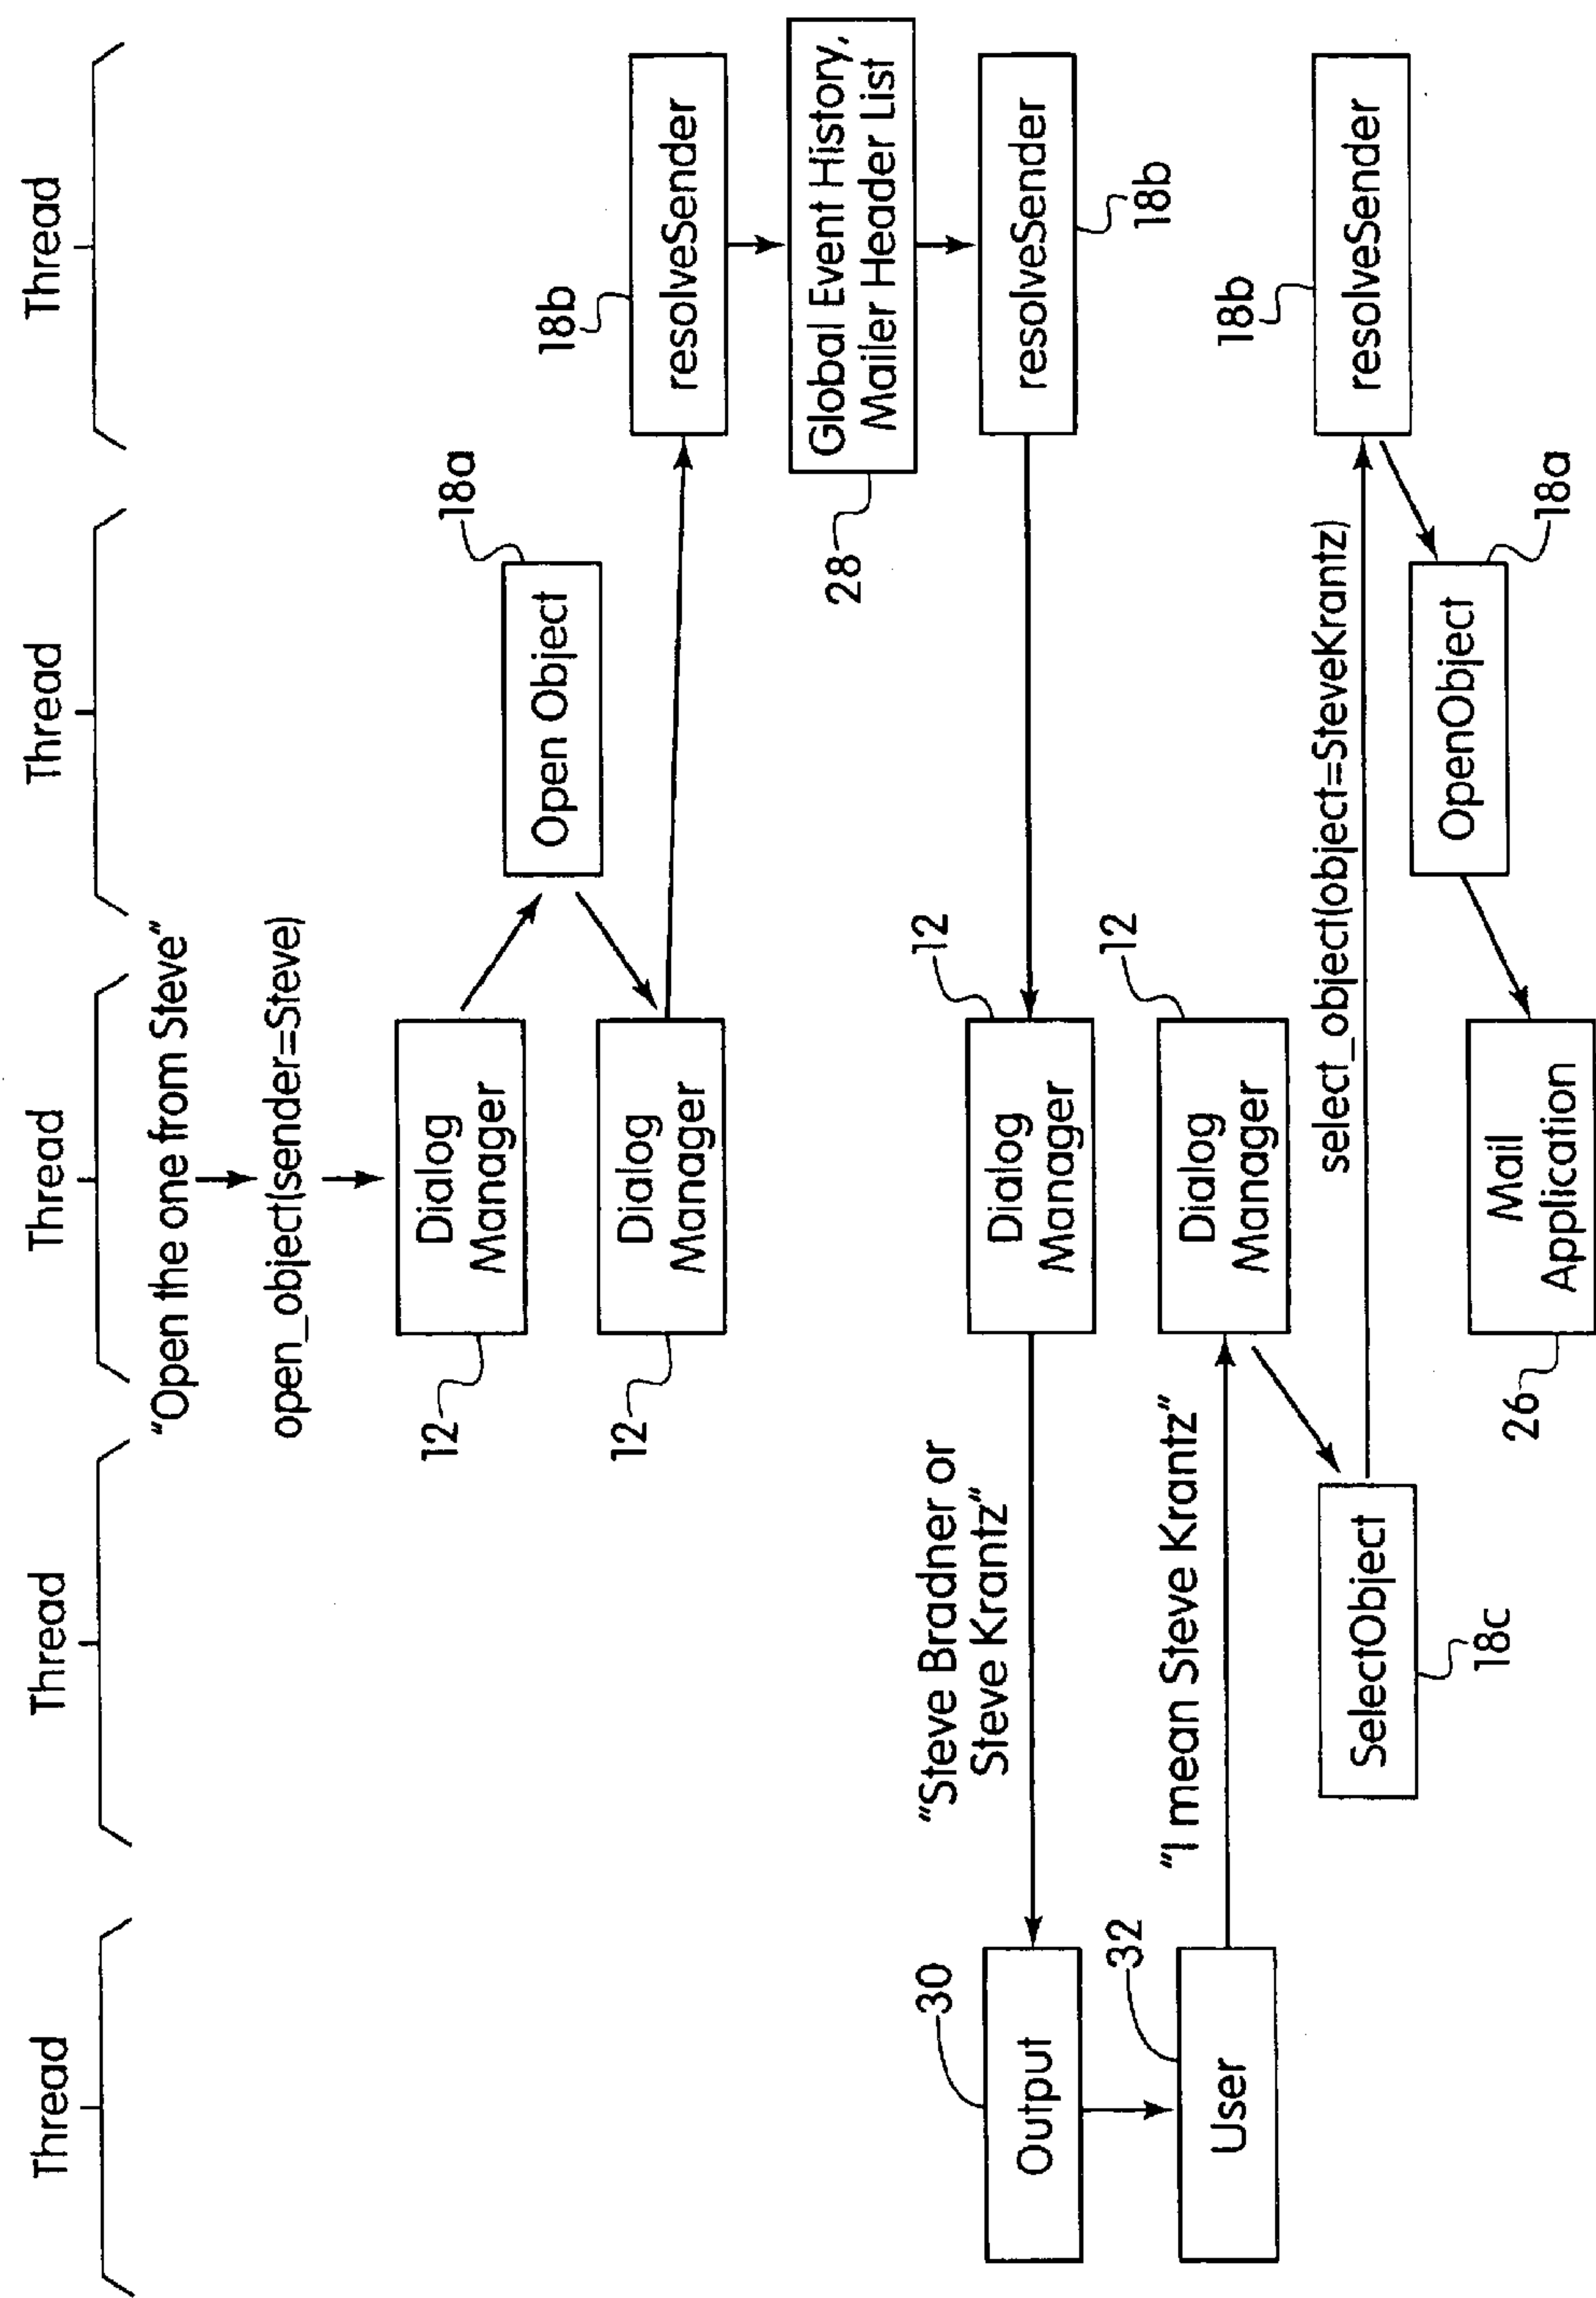 Thread
Thread
Thread
Thread
Thread
"Open the one from Steve"
open_object(sender=Steve)
Dialog
Manager
12
Open Object
18a
Dialog
Manager
12
resolveSender
18b
Global Event History,
Mailer Header List
28
resolveSender
18b
Dialog
Manager
12
"Steve Bradner or
Steve Krantz"
Output
30
User
32
"I mean Steve Krantz"
Dialog
Manager
12
SelectObject
18c
select_object(object=SteveKrantz)
resolveSender
18b
OpenObject
18a
Mail
Application
26